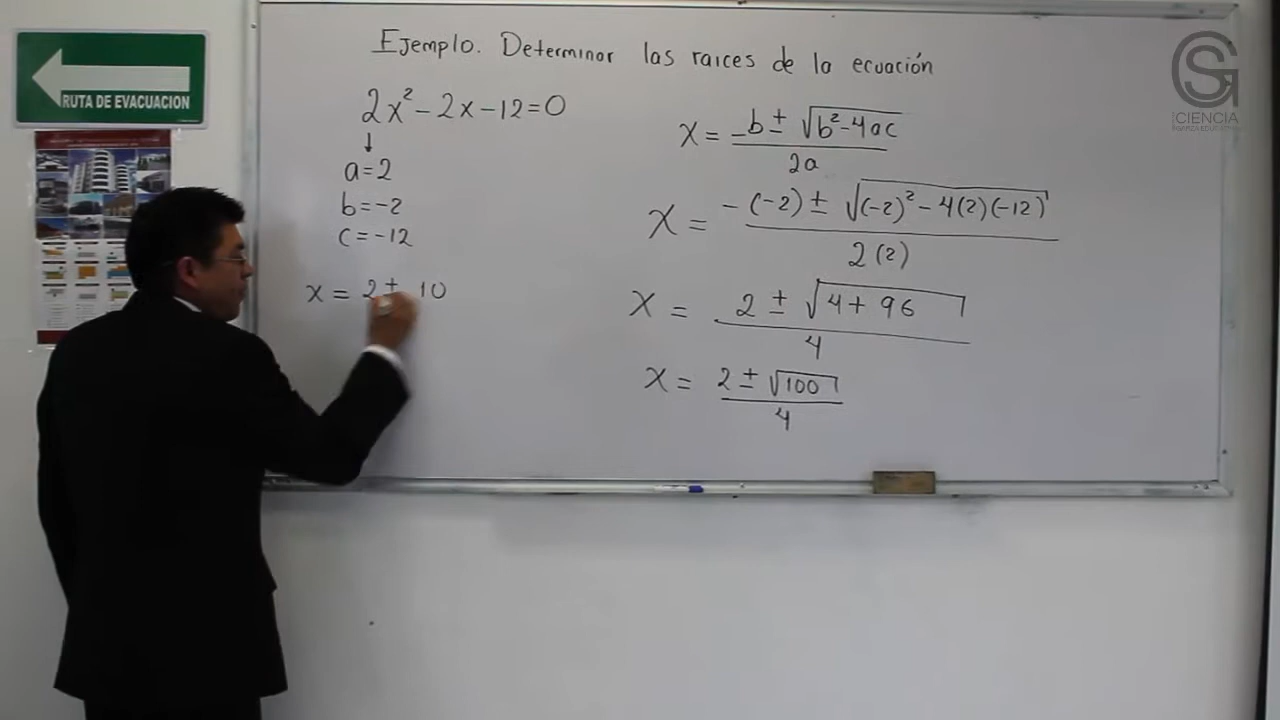 RUTA DE EVACUACION
Ejemplo. Determinar las raices de la ecuación
2x² - 2x - 12 = 0
↓
a = 2
b = -2
c = -12
x = 2 ± 10
x = -b ± √b² - 4ac
2a
x = -(-2) ± √(-2)² - 4(2)(-12)
2(2)
x = 2 ± √4 + 96
4
x = 2 ± √100
4
CIENCIA